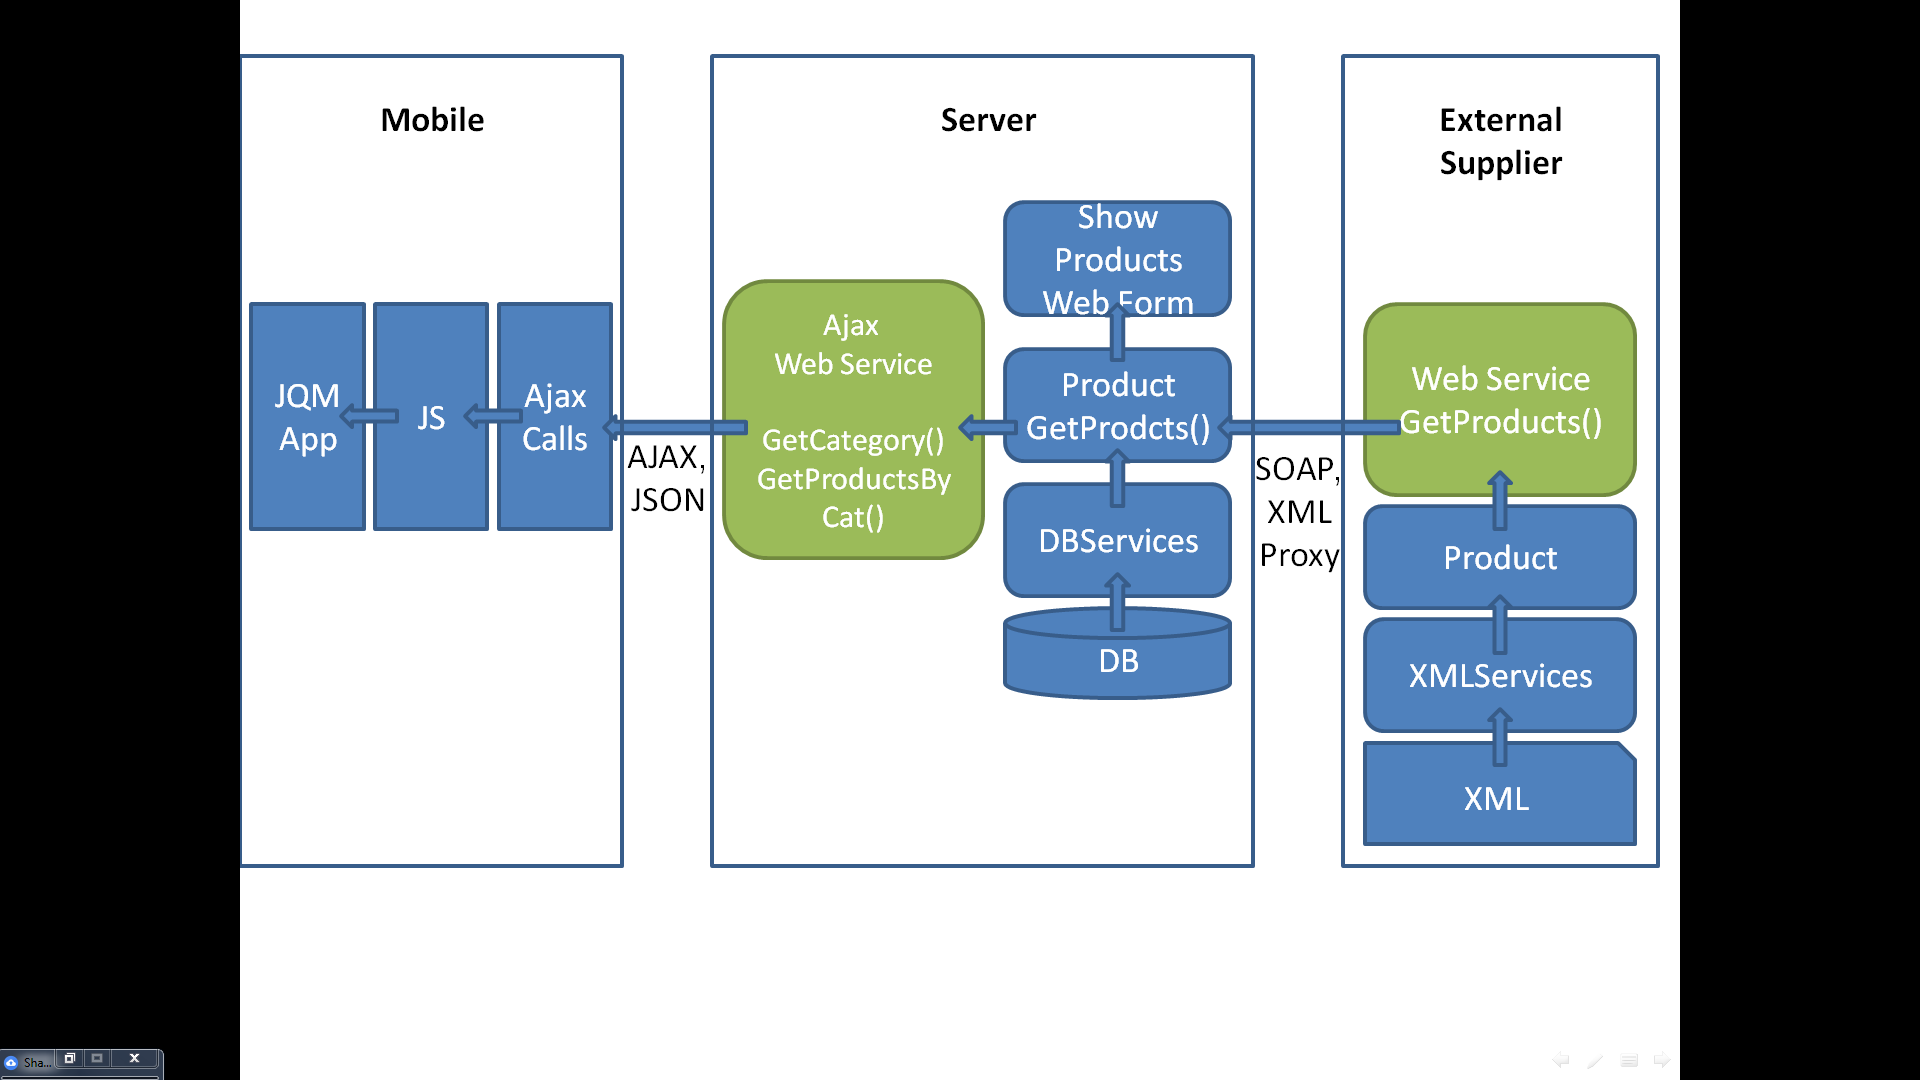 Mobile
JQM
App
JS
Ajax
Calls
AJAX,
JSON
Server
Ajax
Web Service
GetCategory()
GetProductsBy
Cat()
Show
Products
Web Form
Product
GetProdcts()
DBServices
DB
SOAP,
XML
Proxy
External
Supplier
Web Service
GetProducts()
Product
XMLServices
XML
Sha...